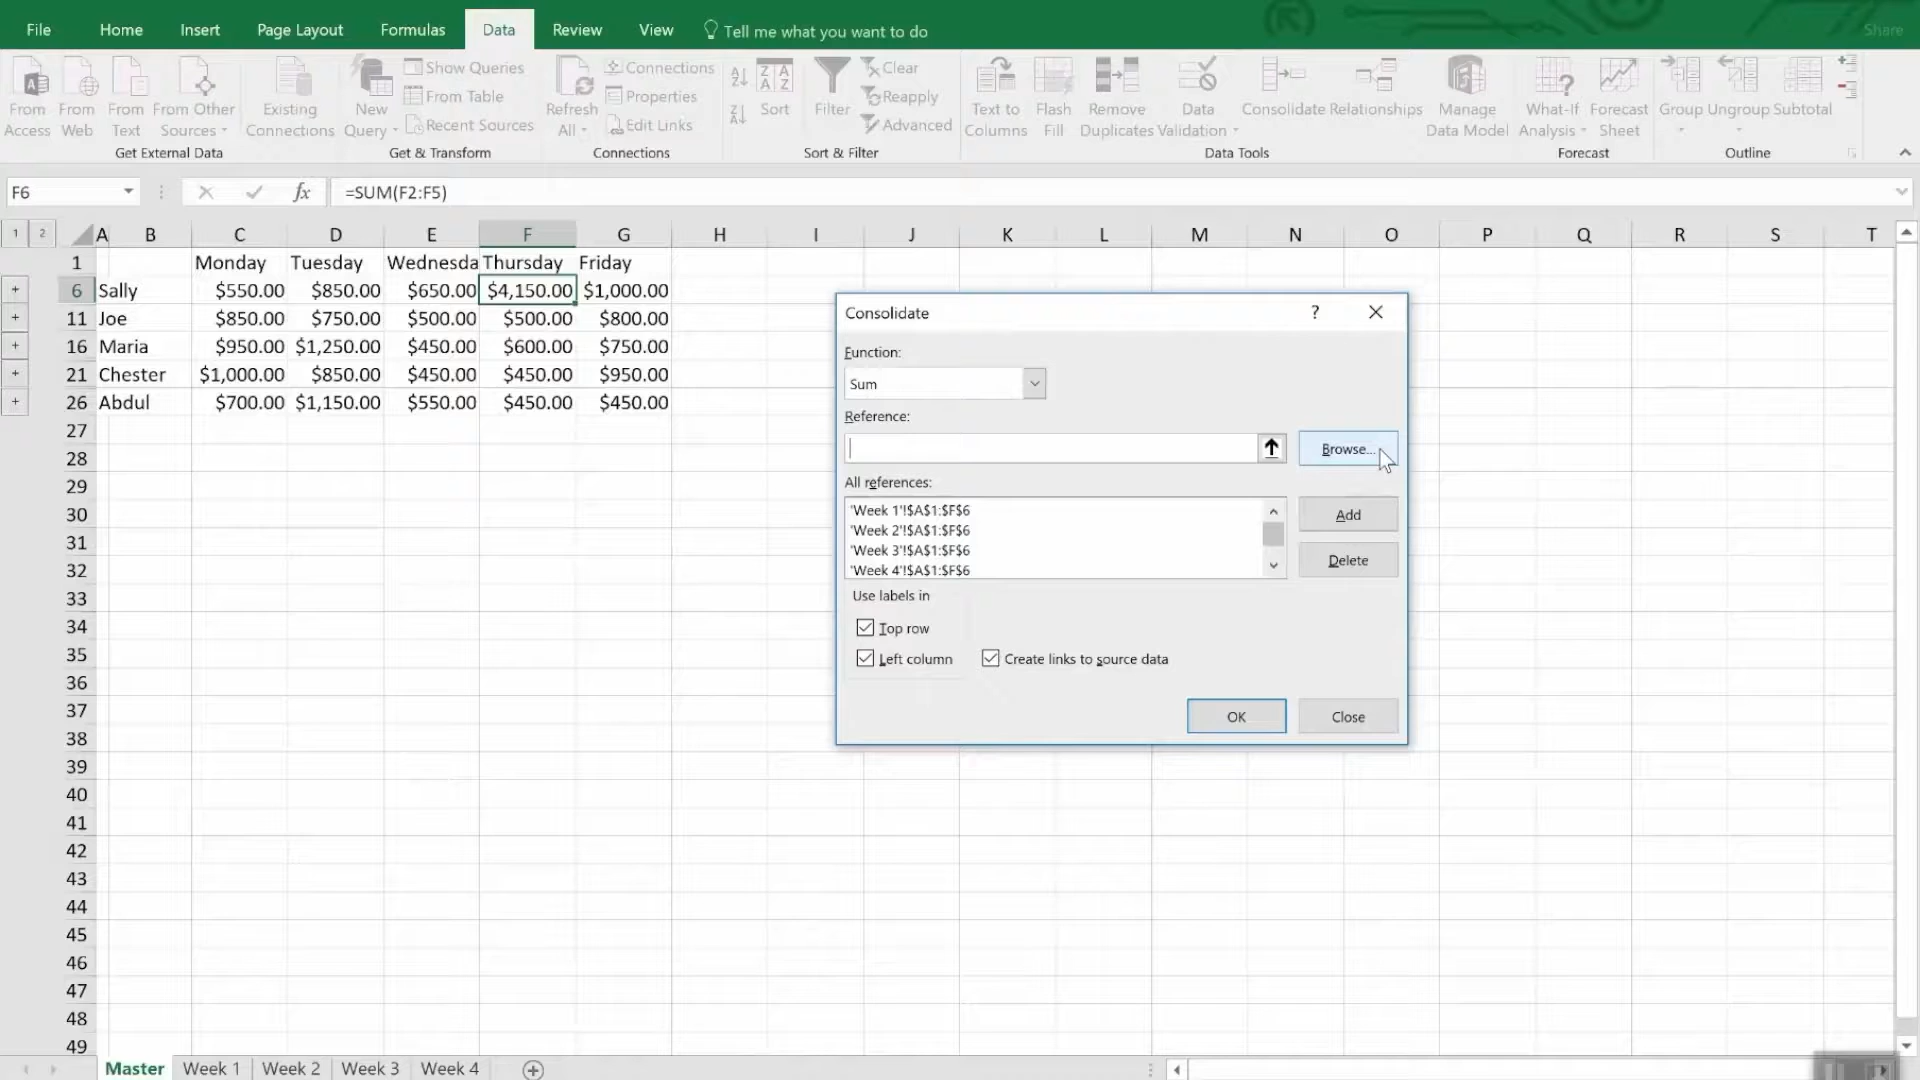 File Home Insert Page Layout Formulas Data Review View Tell me what you want to do Share
From Access From Web From Text From Other Sources Existing Connections New Query Show Queries From Table Recent Sources Refresh All Connections Properties Edit Links Sort Filter Clear Reapply Advanced Text to Columns Flash Fill Remove Duplicates Data Validation Consolidate Relationships Manage Data Model What-If Analysis Forecast Sheet Group Ungroup Subtotal
Get External Data Get & Transform Connections Sort & Filter Data Tools Forecast Outline
F6 fx =SUM(F2:F5)
1 2 A B C D E F G H I J K L M N O P Q R S T
1 Monday Tuesday Wednesda Thursday Friday
6 Sally $550.00 $850.00 $650.00 $4,150.00 $1,000.00
11 Joe $850.00 $750.00 $500.00 $500.00 $800.00
16 Maria $950.00 $1,250.00 $450.00 $600.00 $750.00
21 Chester $1,000.00 $850.00 $450.00 $450.00 $950.00
26 Abdul $700.00 $1,150.00 $550.00 $450.00 $450.00
27
28
29
30
31
32
33
34
35
36
37
38
39
40
41
42
43
44
45
46
47
48
49
Consolidate ?
Function:
Sum
Reference:
Browse...
All references:
'Week 1'!$A$1:$F$6
'Week 2'!$A$1:$F$6
'Week 3'!$A$1:$F$6
'Week 4'!$A$1:$F$6
Add
Delete
Use labels in
Top row
Left column Create links to source data
OK Close
Master Week 1 Week 2 Week 3 Week 4